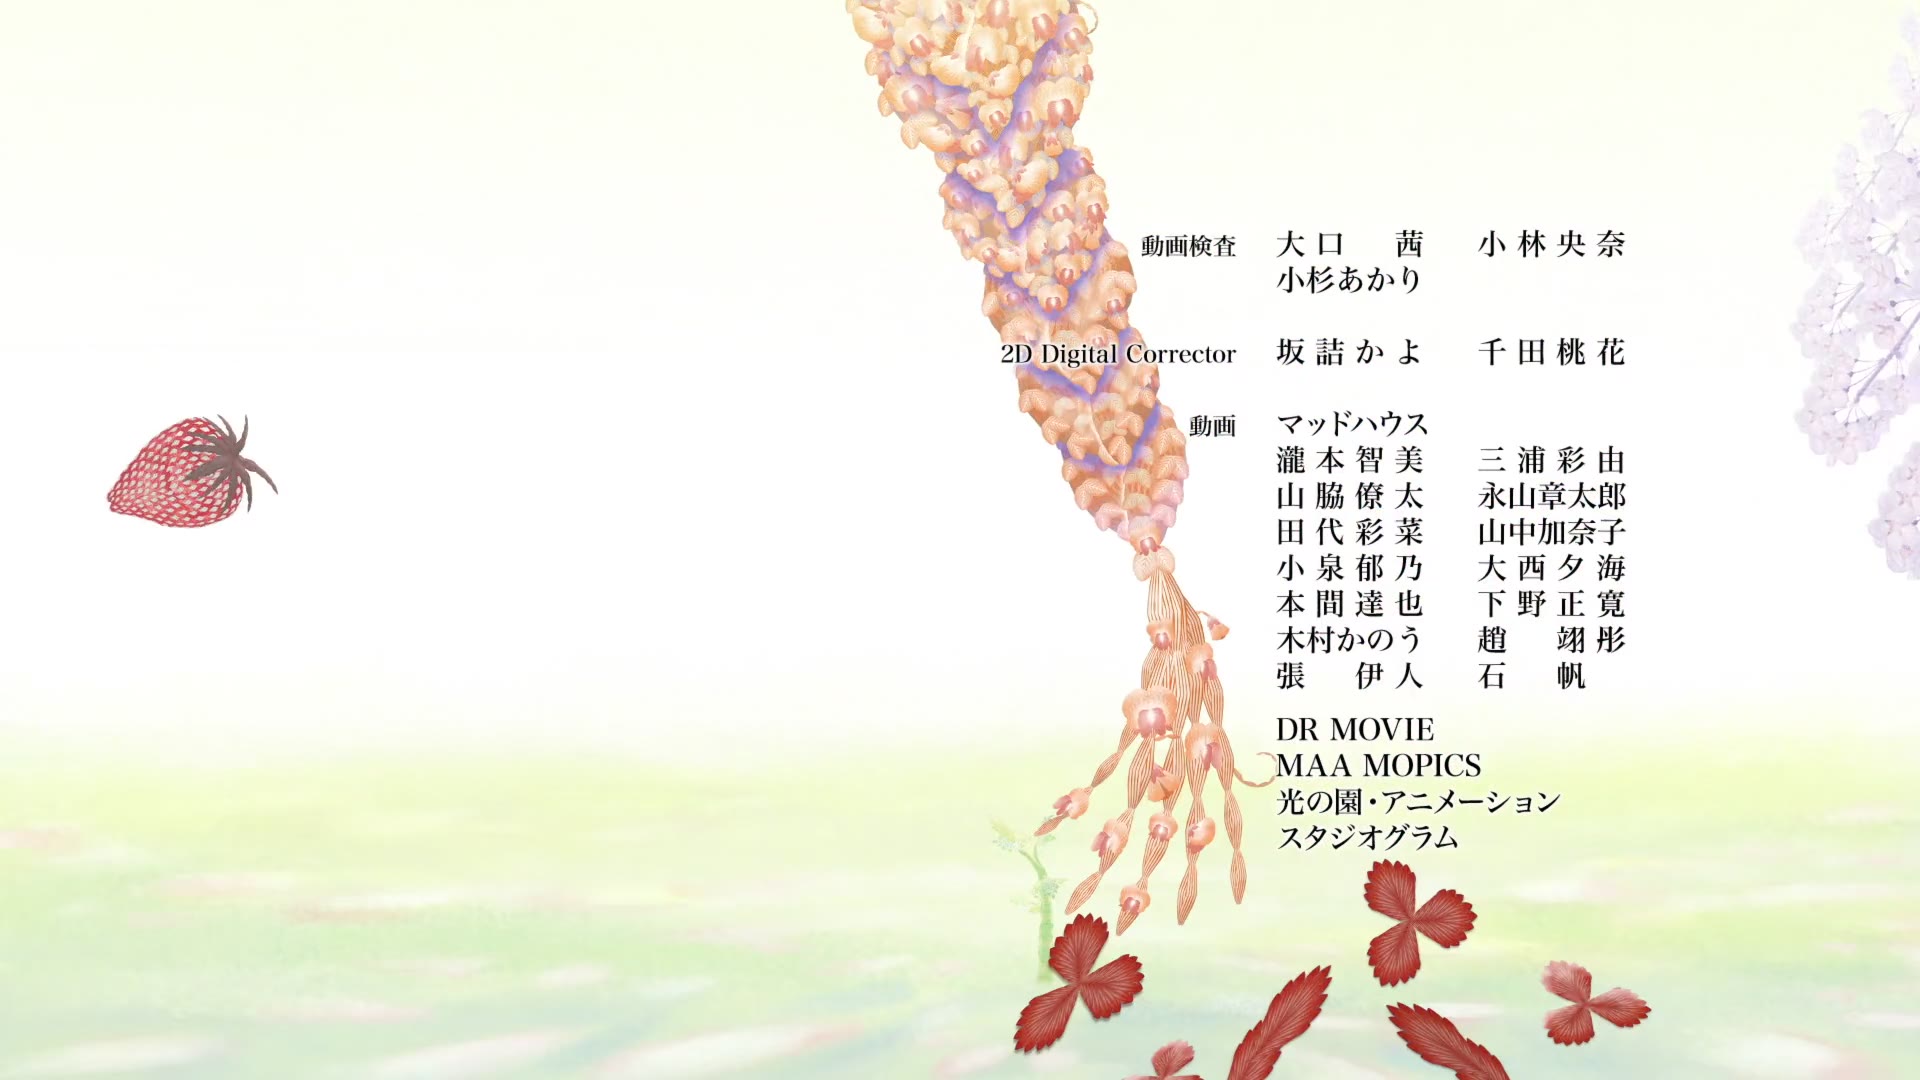 動画検査 大口 茜 小林央奈
小杉あかり
2D Digital Corrector 坂詰かよ 千田桃花
動画 マッドハウス
瀧本智美 三浦彩由
山脇僚太 永山章太郎
田代彩菜 山中加奈子
小泉郁乃 大西夕海
本間達也 下野正寛
木村かのう 趙 翊彤
張 伊人 石 帆
DR MOVIE
MAA MOPICS
光の園・アニメーション
スタジオグラム